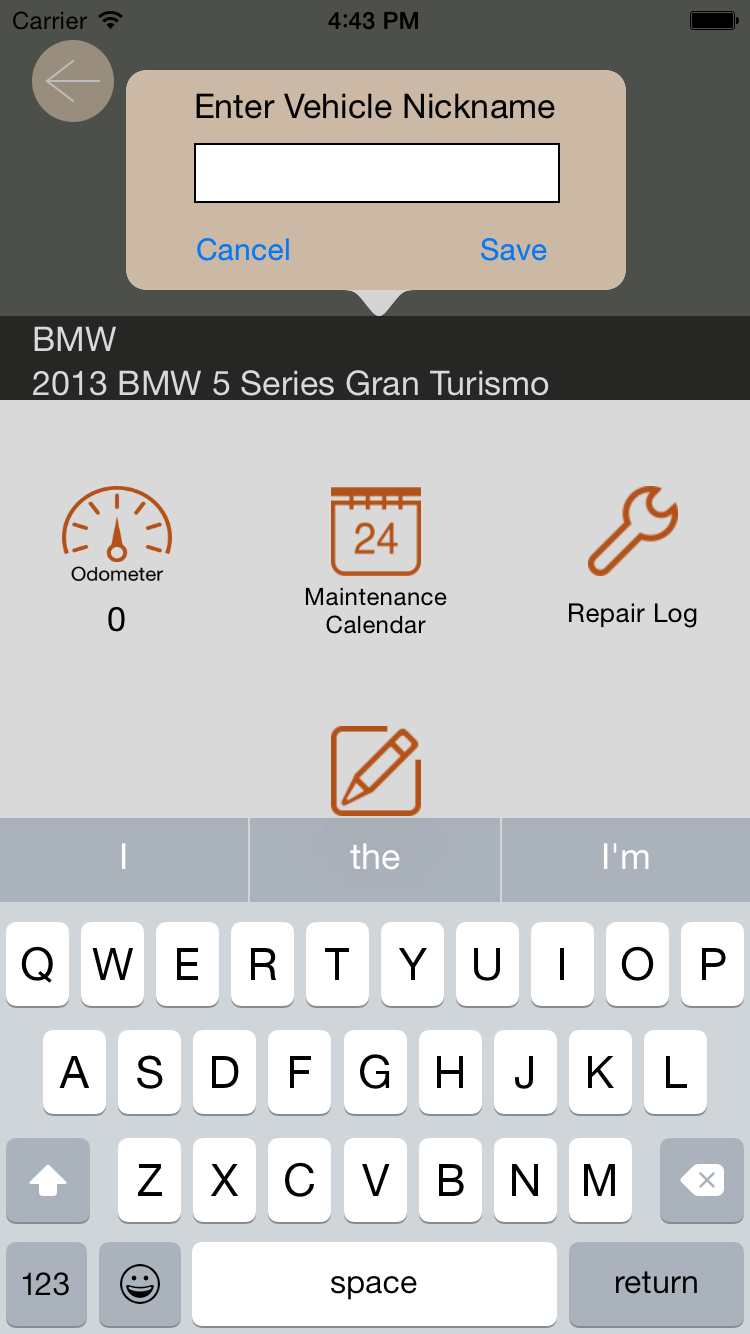 Carrier 4:43 PM
Enter Vehicle Nickname
Cancel Save
BMW
2013 BMW 5 Series Gran Turismo
24
Odometer
0
Maintenance
Calendar
Repair Log
I the I'm
Q W E R T Y U I O P
A S D F G H J K L
Z X C V B N M
123 space return